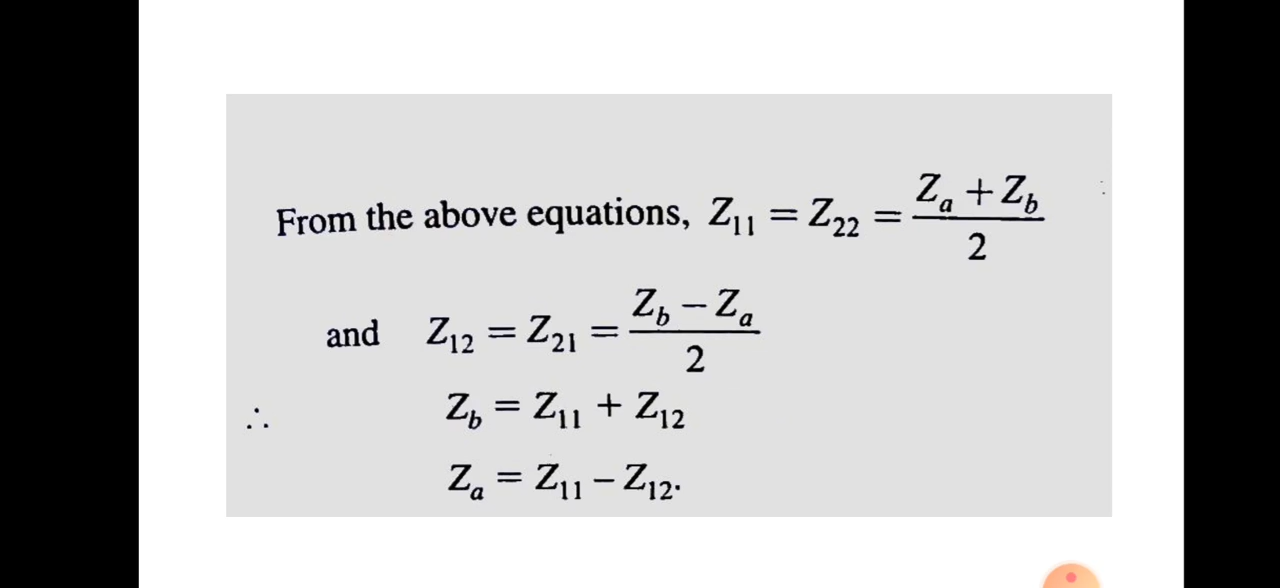 From the above equations, Z₁₁ = Z₂₂ = (Zₐ + Z_b)/2
and Z₁₂ = Z₂₁ = (Z_b − Zₐ)/2
∴ Z_b = Z₁₁ + Z₁₂
Zₐ = Z₁₁ − Z₁₂.